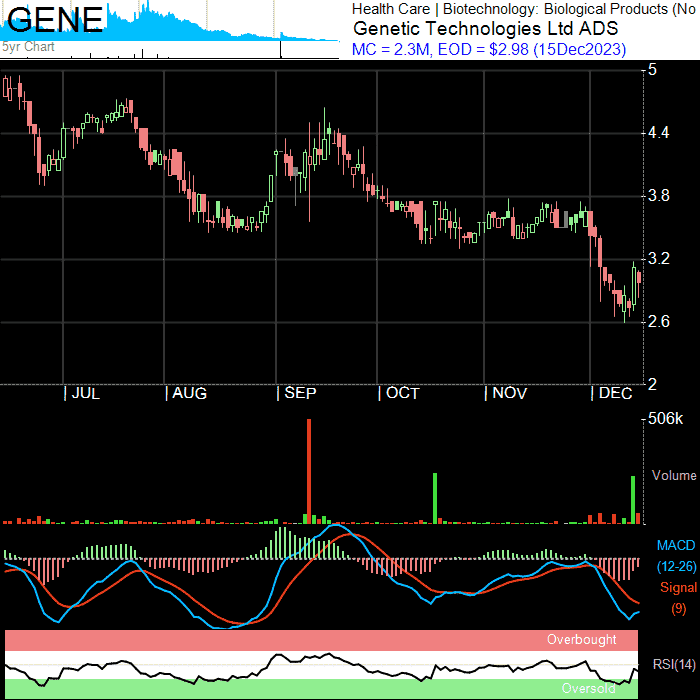 GENE
5yr Chart
Health Care | Biotechnology: Biological Products (No
Genetic Technologies Ltd ADS
MC = 2.3M, EOD = $2.98 (15Dec2023)
5
4.4
3.8
3.2
2.6
2
| JUL | AUG | SEP | OCT | NOV | DEC
506k
Volume
MACD
(12-26)
Signal
(9)
Overbought
RSI(14)
Oversold